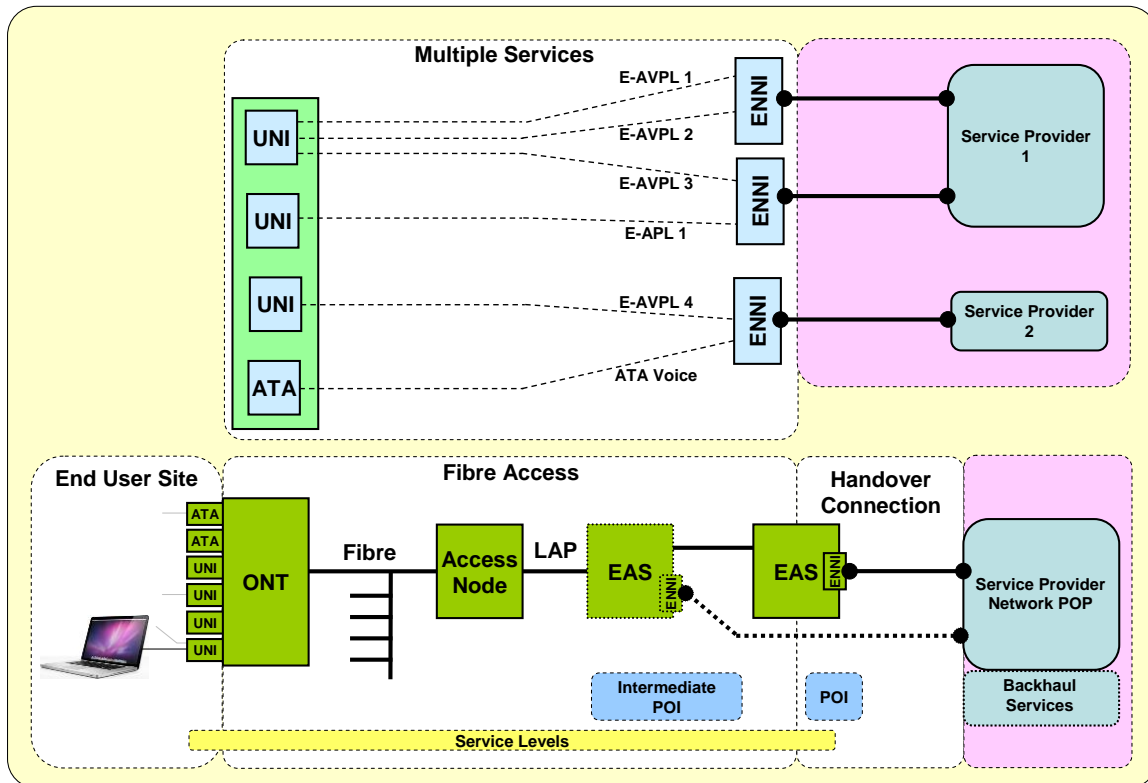 Multiple Services
E-AVPL 1
UNI
ENNI
E-AVPL 2
Service Provider
1
E-AVPL 3
UNI
ENNI
E-APL 1
UNI
E-AVPL 4
ENNI
Service Provider
2
ATA
ATA Voice
End User Site
Fibre Access
Handover
Connection
ATA
ATA
UNI
UNI
UNI
UNI
ONT
Fibre
Access
Node
LAP
EAS
ENNI
EAS
ENNI
Service Provider
Network POP
Intermediate
POI
POI
Backhaul
Services
Service Levels